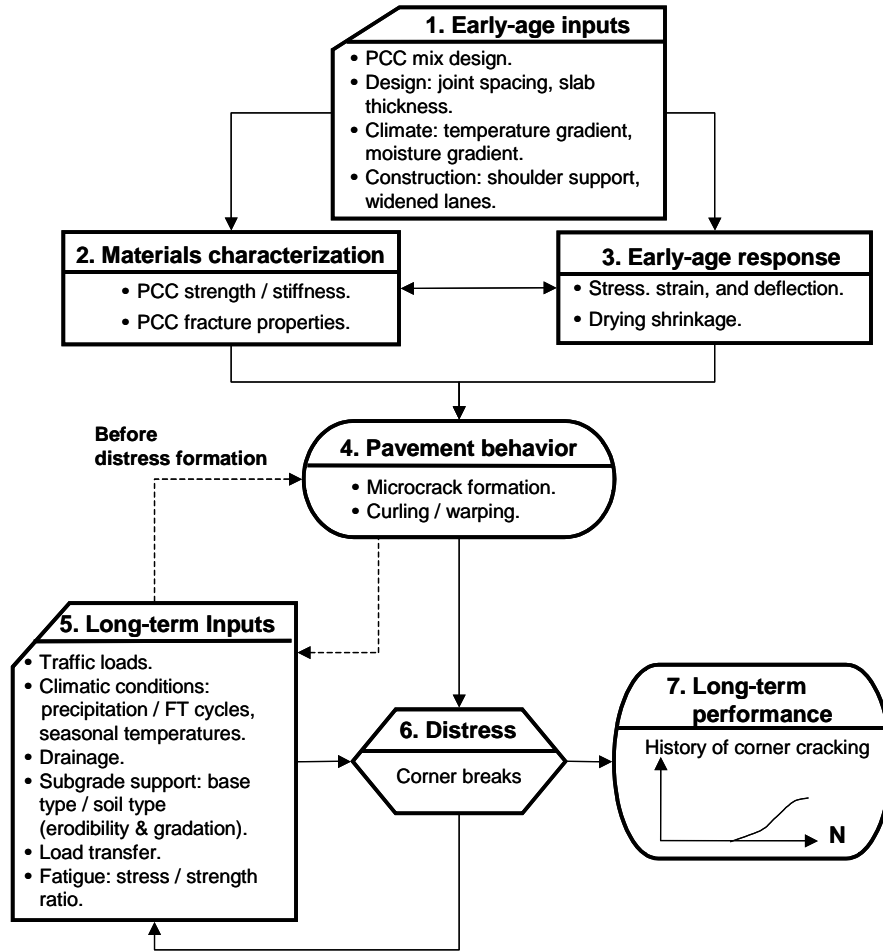 1. Early-age inputs
• PCC mix design.
• Design: joint spacing, slab
thickness.
• Climate: temperature gradient,
moisture gradient.
• Construction: shoulder support,
widened lanes.
2. Materials characterization
• PCC strength / stiffness.
• PCC fracture properties.
3. Early-age response
• Stress. strain, and deflection.
• Drying shrinkage.
Before
distress formation
4. Pavement behavior
• Microcrack formation.
• Curling / warping.
5. Long-term Inputs
• Traffic loads.
• Climatic conditions:
precipitation / FT cycles,
seasonal temperatures.
• Drainage.
• Subgrade support: base
type / soil type
(erodibility & gradation).
• Load transfer.
• Fatigue: stress / strength
ratio.
6. Distress
Corner breaks
7. Long-term
performance
History of corner cracking
N